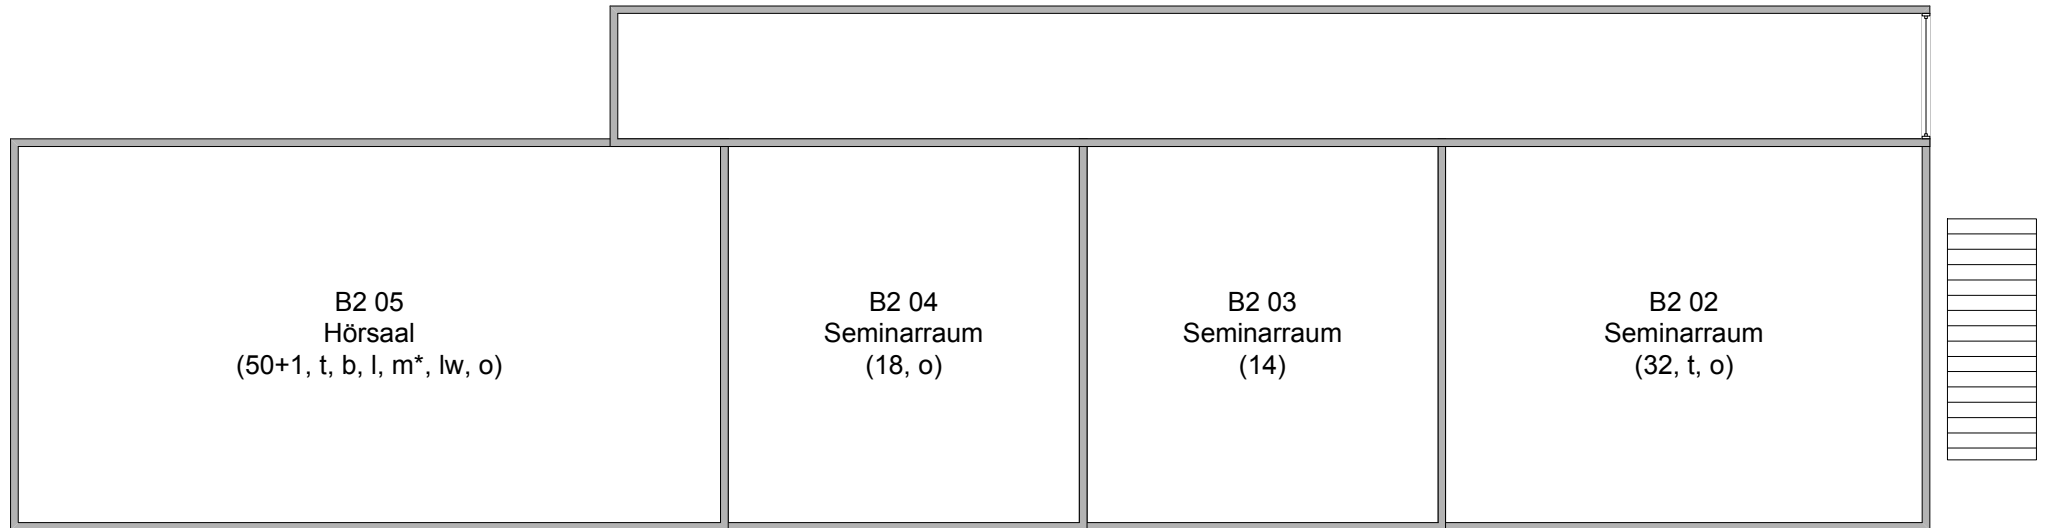 B2 05
Hörsaal
(50+1, t, b, l, m*, lw, o)
B2 04
Seminarraum
(18, o)
B2 03
Seminarraum
(14)
B2 02
Seminarraum
(32, t, o)